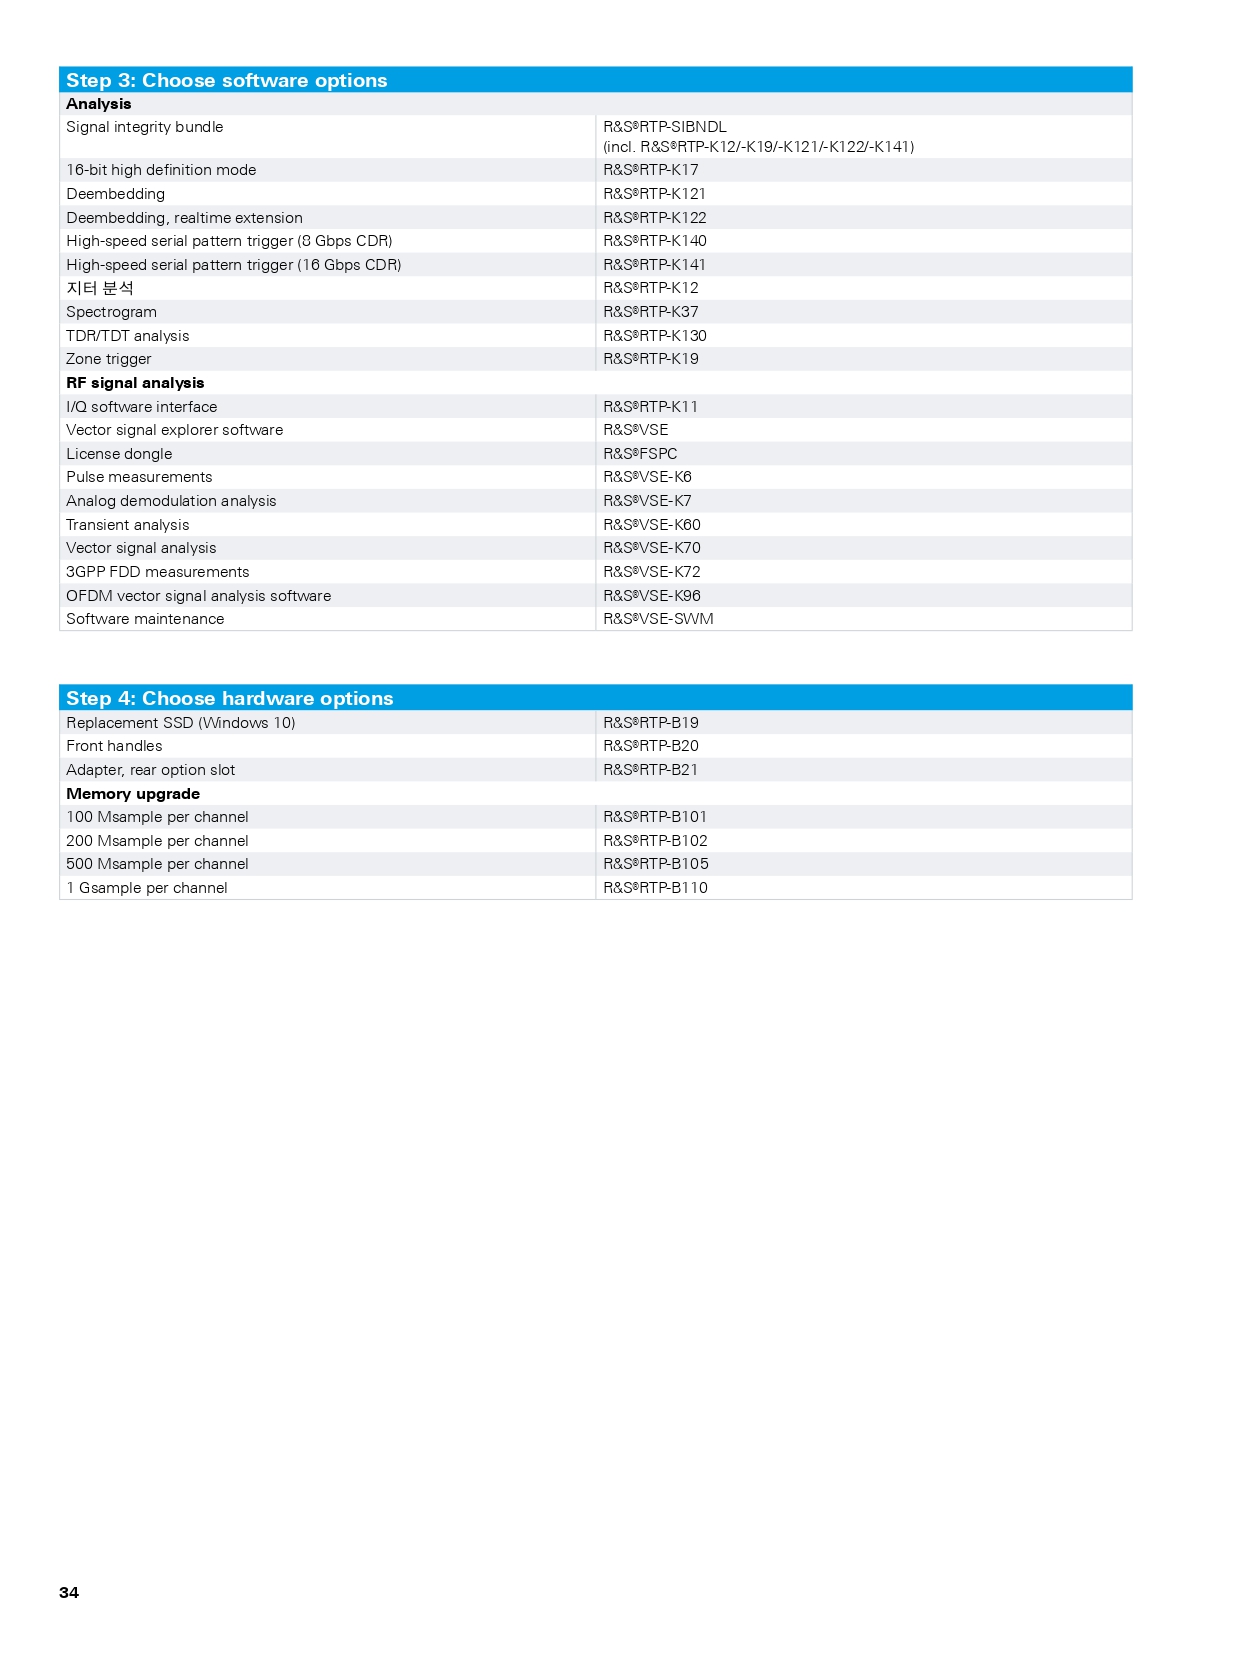 Step 3: Choose software options
Analysis
Signal integrity bundle R&S®RTP-SIBNDL
(incl. R&S®RTP-K12/-K19/-K121/-K122/-K141)
16-bit high definition mode R&S®RTP-K17
Deembedding R&S®RTP-K121
Deembedding, realtime extension R&S®RTP-K122
High-speed serial pattern trigger (8 Gbps CDR) R&S®RTP-K140
High-speed serial pattern trigger (16 Gbps CDR) R&S®RTP-K141
지터 분석 R&S®RTP-K12
Spectrogram R&S®RTP-K37
TDR/TDT analysis R&S®RTP-K130
Zone trigger R&S®RTP-K19
RF signal analysis
I/Q software interface R&S®RTP-K11
Vector signal explorer software R&S®VSE
License dongle R&S®FSPC
Pulse measurements R&S®VSE-K6
Analog demodulation analysis R&S®VSE-K7
Transient analysis R&S®VSE-K60
Vector signal analysis R&S®VSE-K70
3GPP FDD measurements R&S®VSE-K72
OFDM vector signal analysis software R&S®VSE-K96
Software maintenance R&S®VSE-SWM
Step 4: Choose hardware options
Replacement SSD (Windows 10) R&S®RTP-B19
Front handles R&S®RTP-B20
Adapter, rear option slot R&S®RTP-B21
Memory upgrade
100 Msample per channel R&S®RTP-B101
200 Msample per channel R&S®RTP-B102
500 Msample per channel R&S®RTP-B105
1 Gsample per channel R&S®RTP-B110
34